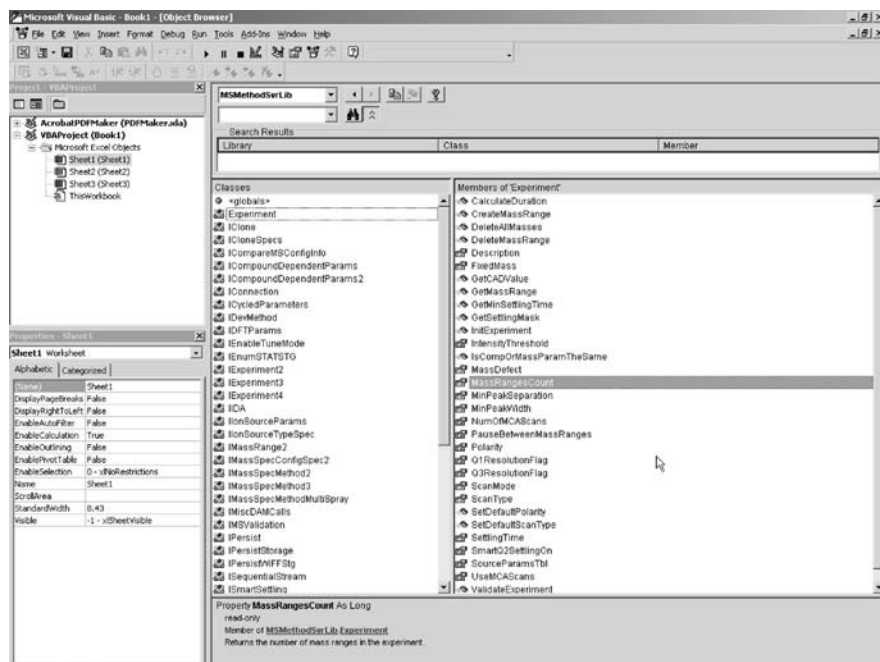 Microsoft Visual Basic - Book1 - [Object Browser]
File Edit View Insert Format Debug Run Tools Add-Ins Window Help
Project - VBAProject
AcrobatPDFMaker (PDFMaker.xla)
VBAProject (Book1)
Microsoft Excel Objects
Sheet1 (Sheet1)
Sheet2 (Sheet2)
Sheet3 (Sheet3)
ThisWorkbook
Properties - Sheet1
Sheet1 Worksheet
Alphabetic Categorized
(Name) Sheet1
DisplayPageBreaks False
DisplayRightToLeft False
EnableAutoFilter False
EnableCalculation True
EnableOutlining False
EnablePivotTable False
EnableSelection 0 - xlNoRestrictions
Name Sheet1
ScrollArea
StandardWidth 8.43
Visible -1 - xlSheetVisible
MSMethodSvrLib
Search Results
Library Class Member
Classes
<globals>
Experiment
IClone
ICloneSpecs
ICompareMSConfigInfo
ICompoundDependentParams
ICompoundDependentParams2
IConnection
ICycledParameters
IDevMethod
IDFTParams
IEnableTuneMode
IEnumSTATSTG
IExperiment2
IExperiment3
IExperiment4
IIDA
IIonSourceParams
IIonSourceTypeSpec
IMassRange2
IMassSpecConfigSpec2
IMassSpecMethod2
IMassSpecMethod3
IMassSpecMethodMultiSpray
IMiscDAMCalls
IMSValidation
IPersist
IPersistStorage
IPersistWIFFStg
ISequentialStream
ISmartSettling
Members of 'Experiment'
CalculateDuration
CreateMassRange
DeleteAllMasses
DeleteMassRange
Description
FixedMass
GetCADValue
GetMassRange
GetMinSettlingTime
GetSettlingMask
InitExperiment
IntensityThreshold
IsCompOrMassParamTheSame
MassDefect
MassRangesCount
MinPeakSeparation
MinPeakWidth
NumOfMCAScans
PauseBetweenMassRanges
Polarity
Q1ResolutionFlag
Q3ResolutionFlag
ScanMode
ScanType
SetDefaultPolarity
SetDefaultScanType
SettlingTime
SmartQ2SettlingOn
SourceParamsTbl
UseMCAScans
ValidateExperiment
Property MassRangesCount As Long
read-only
Member of MSMethodSvrLib.Experiment
Returns the number of mass ranges in the experiment.